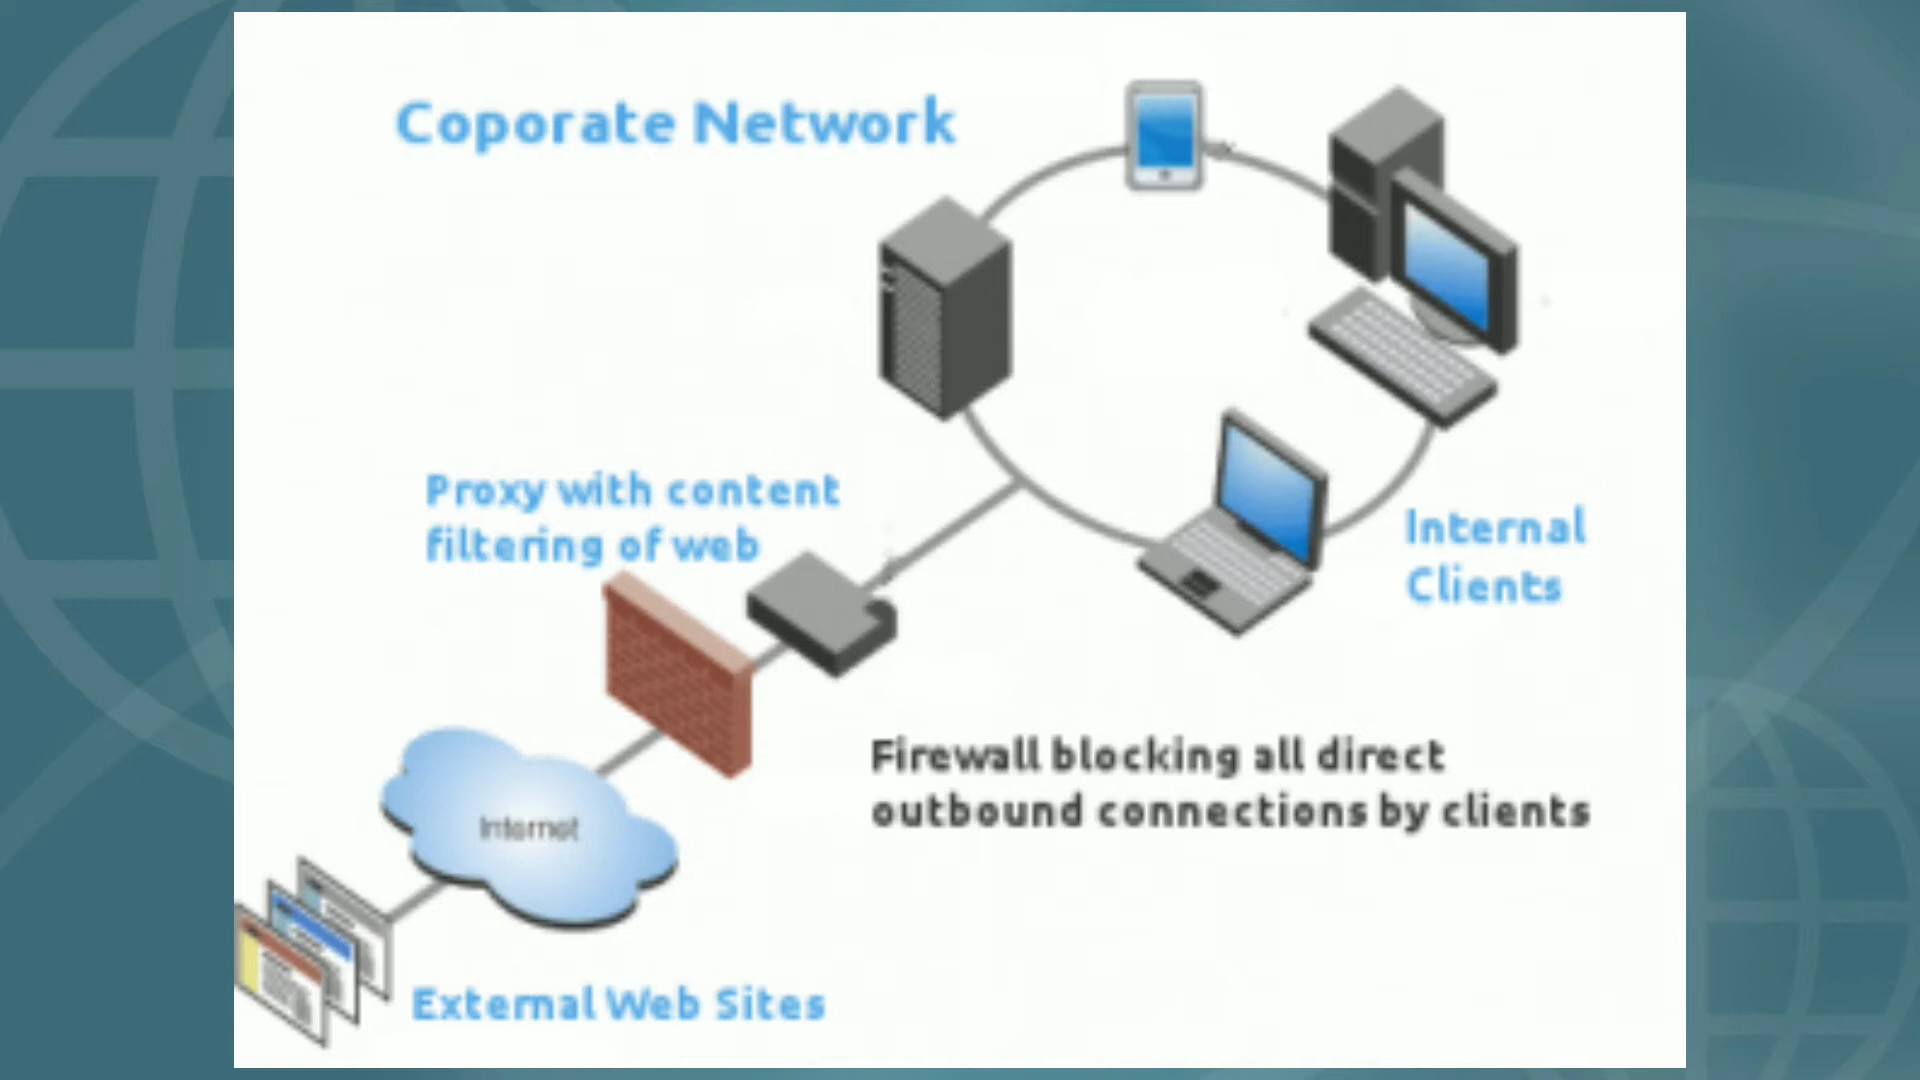 Coporate Network
Proxy with content
filtering of web
Internal
Clients
Firewall blocking all direct
outbound connections by clients
Internet
External Web Sites